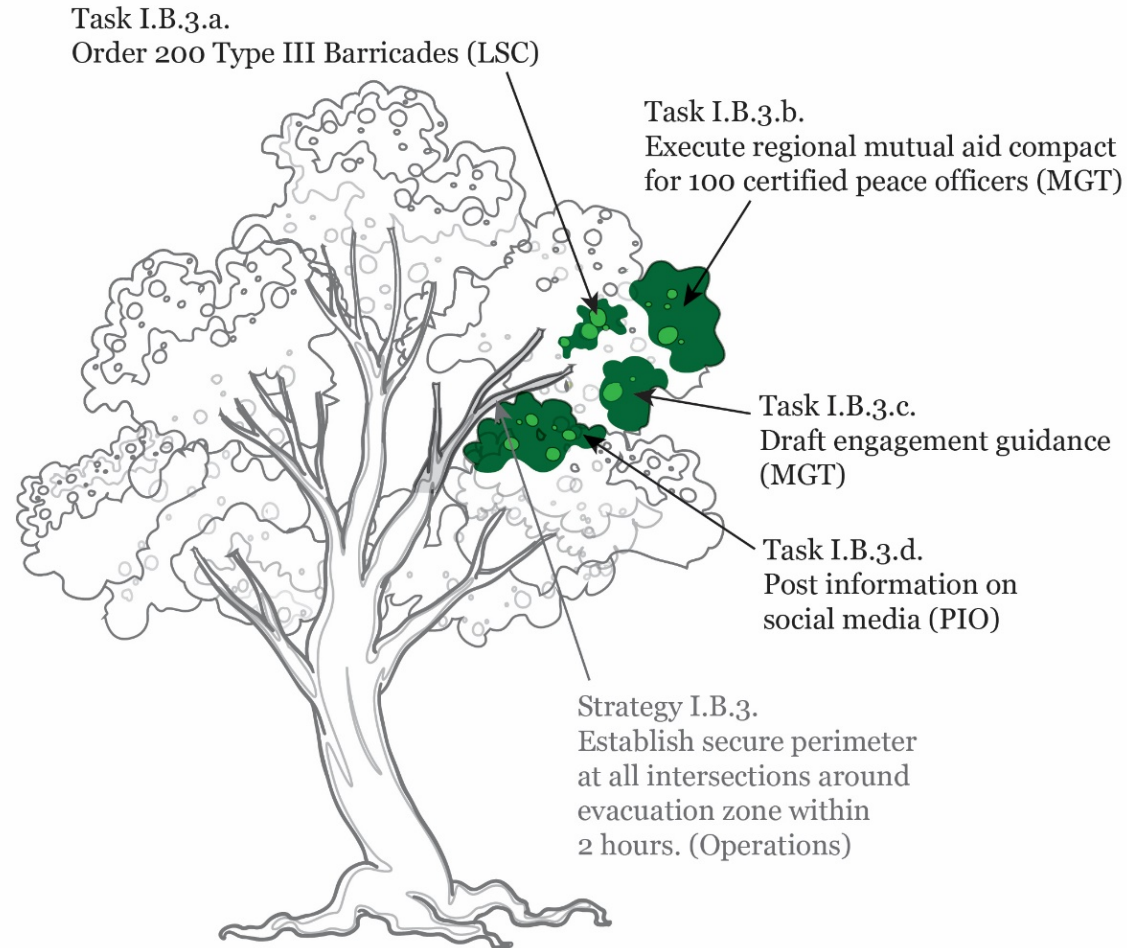 Task I.B.3.a.
Order 200 Type III Barricades (LSC)
Task I.B.3.b.
Execute regional mutual aid compact
for 100 certified peace officers (MGT)
Task I.B.3.c.
Draft engagement guidance
(MGT)
Task I.B.3.d.
Post information on
social media (PIO)
Strategy I.B.3.
Establish secure perimeter
at all intersections around
evacuation zone within
2 hours. (Operations)